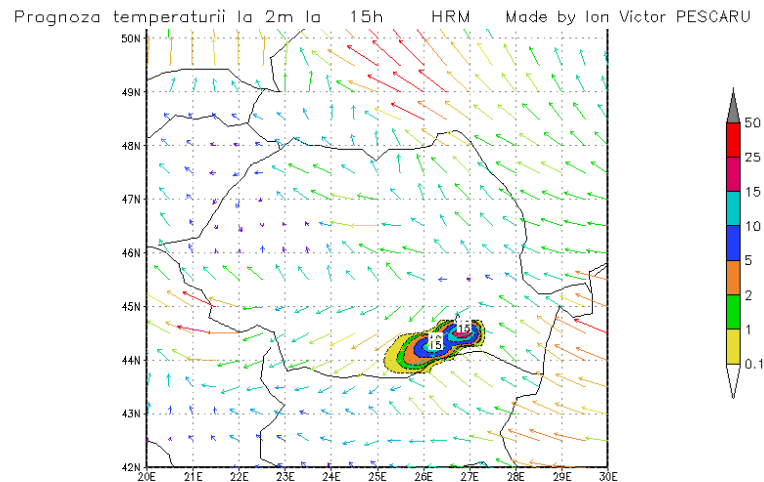 Prognoza temperaturii la 2m la 15h HRM Made by Ion Victor PESCARU
50N
49N
48N
47N
46N
45N
44N
43N
42N
20E 21E 22E 23E 24E 25E 26E 27E 28E 29E 30E
15
15
50
25
15
10
5
2
1
0.1